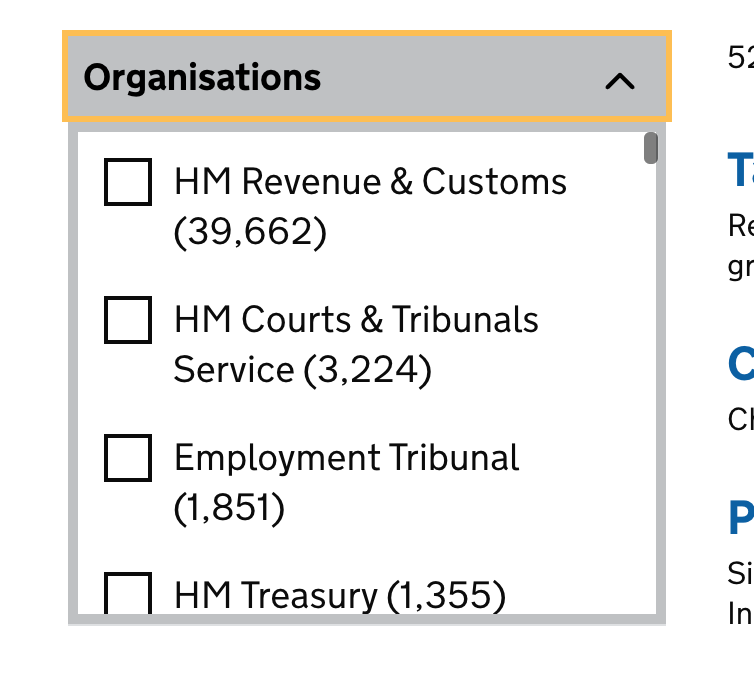 Organisations
HM Revenue & Customs
(39,662)
HM Courts & Tribunals
Service (3,224)
Employment Tribunal
(1,851)
HM Treasury (1,355)